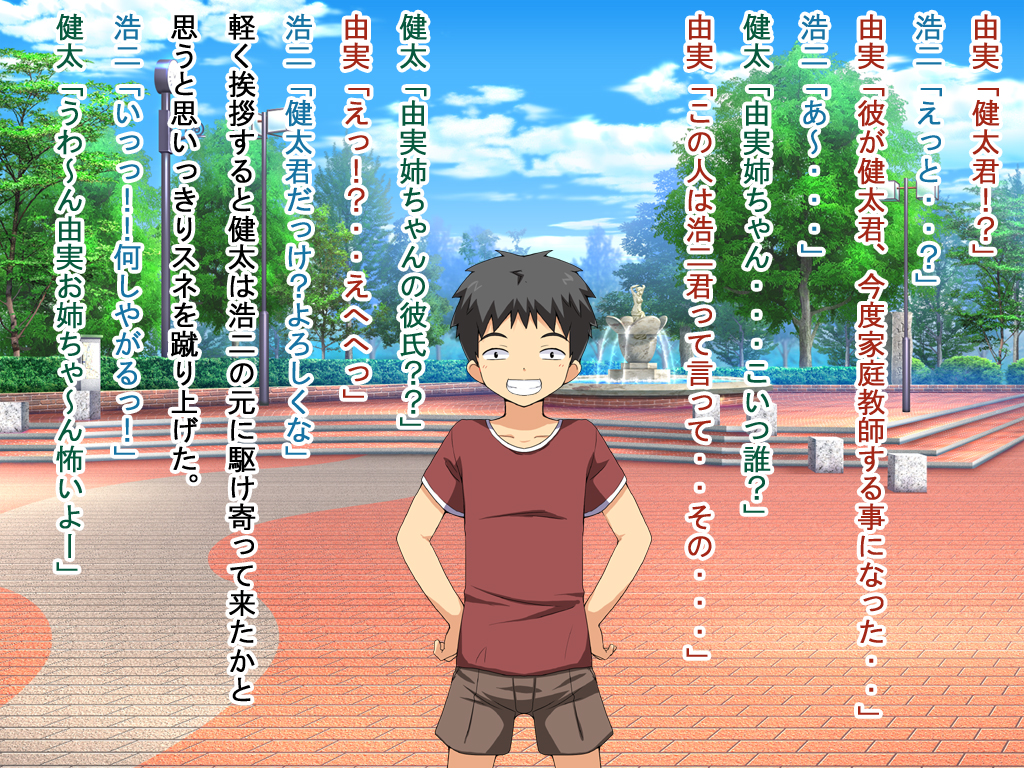 由実「健太君！？」
浩二「えっと・・？」
由実「彼が健太君、今度家庭教師する事になった・・」
浩二「あ～・・・」
健太「由実姉ちゃん・・・こいつ誰？」
由実「この人は浩二君って言って・・その・・・」
健太「由実姉ちゃんの彼氏？？」
由実「えっ！？・・えへへっ」
浩二「健太君だっけ？よろしくな」
軽く挨拶すると健太は浩二の元に駆け寄って来たかと
思うと思いっきりスネを蹴り上げた。
浩二「いっっ！！何しやがるっ！」
健太「うわ～ん由実お姉ちゃ～ん怖いよー」